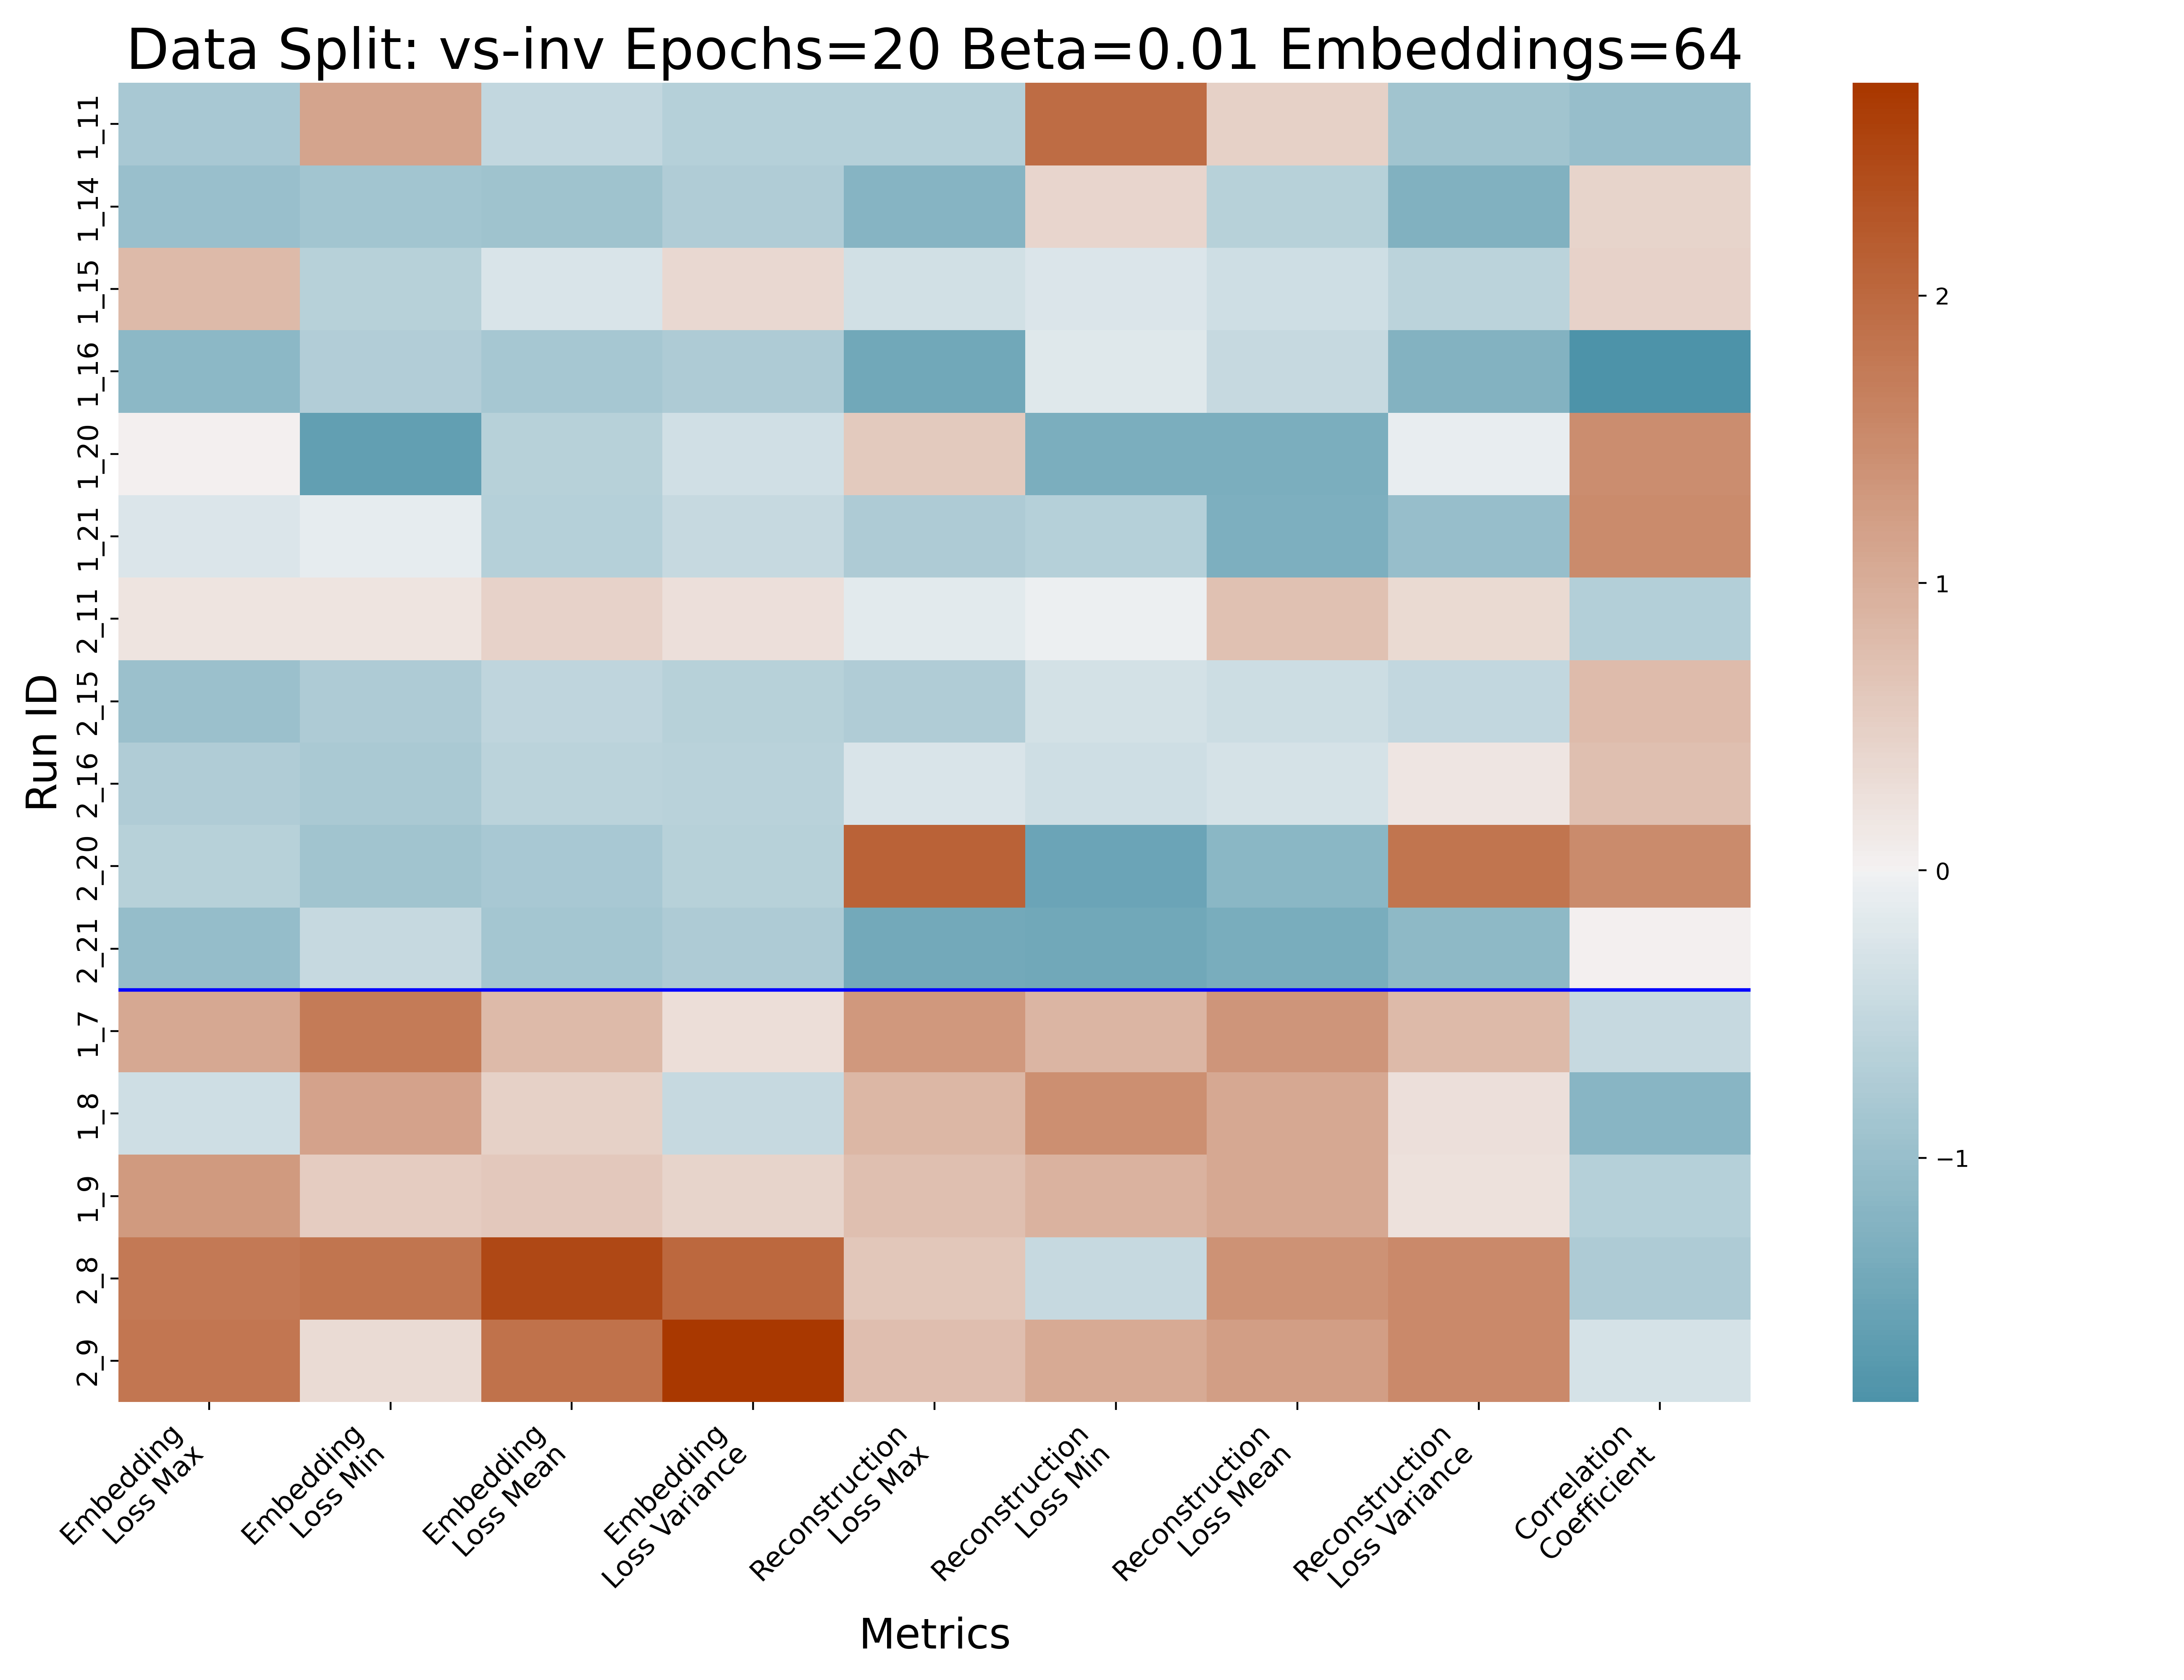 Data Split: vs-inv Epochs=20 Beta=0.01 Embeddings=64
Run ID
1_11
1_14
1_15
1_16
1_20
1_21
2_11
2_15
2_16
2_20
2_21
1_7
1_8
1_9
2_8
2_9
Embedding
Loss Max
Embedding
Loss Min
Embedding
Loss Mean
Embedding
Loss Variance
Reconstruction
Loss Max
Reconstruction
Loss Min
Reconstruction
Loss Mean
Reconstruction
Loss Variance
Correlation
Coefficient
Metrics
2
1
0
−1